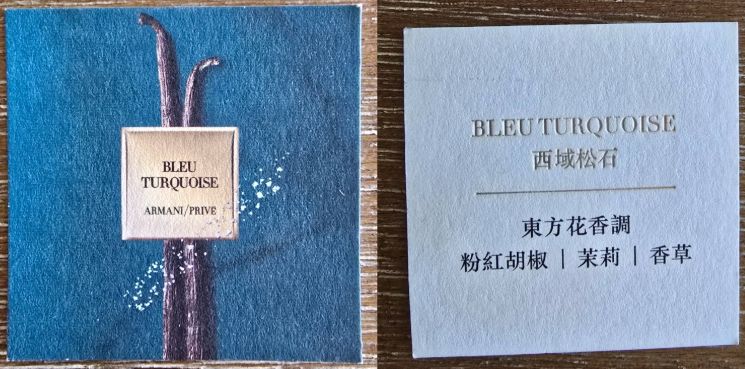 BLEU
TURQUOISE
ARMANI/PRIVE
BLEU TURQUOISE
西域松石
東方花香調
粉紅胡椒 | 茉莉 | 香草